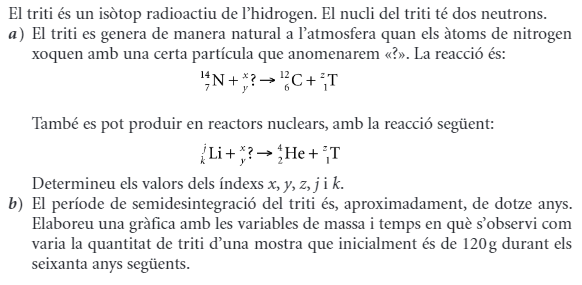 El triti és un isòtop radioactiu de l’hidrogen. El nucli del triti té dos neutrons.
a) El triti es genera de manera natural a l’atmosfera quan els àtoms de nitrogen
xoquen amb una certa partícula que anomenarem «?». La reacció és:
¹⁴₇N + ˣᵧ? → ¹²₆C + ᶻ₁T
També es pot produir en reactors nuclears, amb la reacció següent:
ʲₖLi + ˣᵧ? → ⁴₂He + ᶻ₁T
Determineu els valors dels índexs x, y, z, j i k.
b) El període de semidesintegració del triti és, aproximadament, de dotze anys.
Elaboreu una gràfica amb les variables de massa i temps en què s’observi com
varia la quantitat de triti d’una mostra que inicialment és de 120 g durant els
seixanta anys següents.